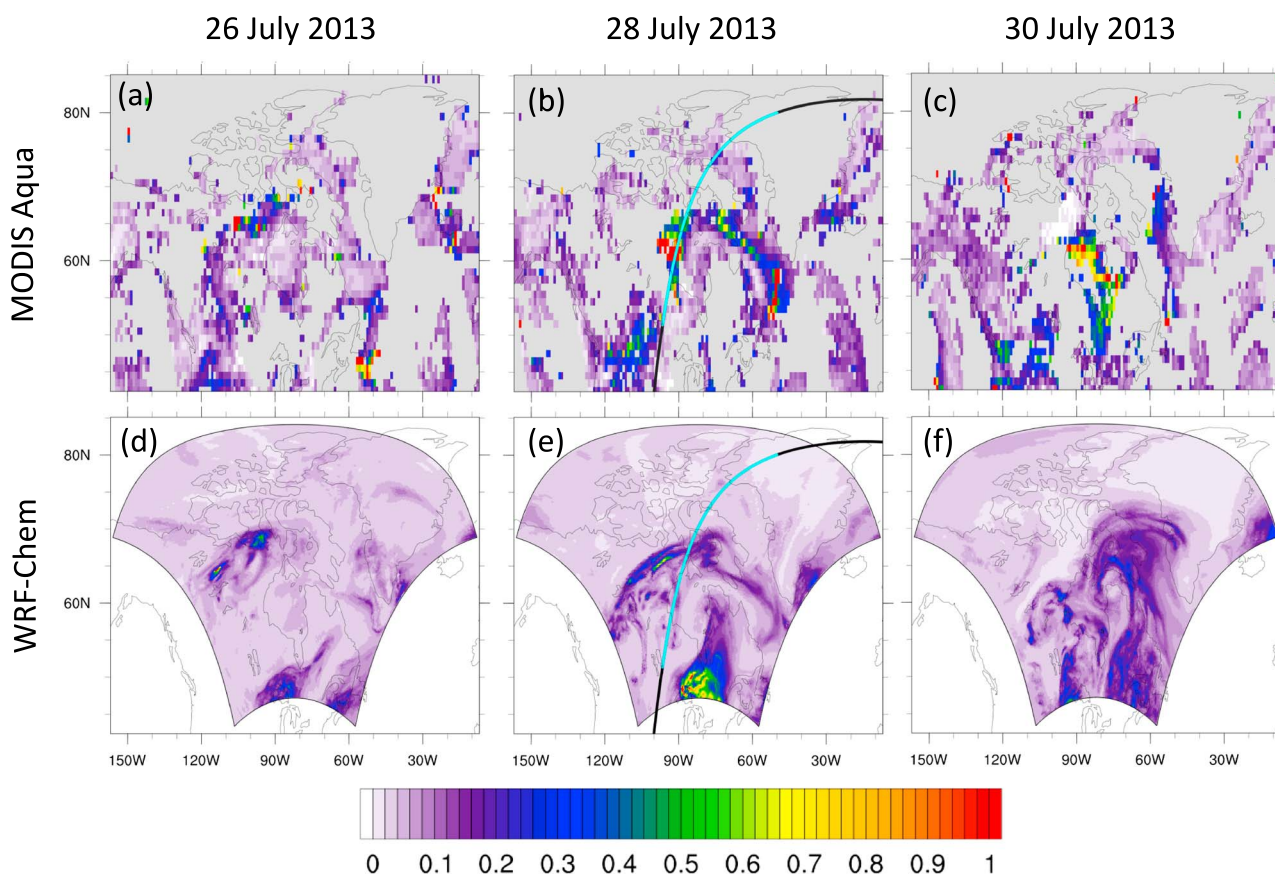 26 July 2013 28 July 2013 30 July 2013
MODIS Aqua
(a) (b) (c)
80N
60N
WRF-Chem
(d) (e) (f)
80N
60N
150W 120W 90W 60W 30W 150W 120W 90W 60W 30W 150W 120W 90W 60W 30W
0 0.1 0.2 0.3 0.4 0.5 0.6 0.7 0.8 0.9 1